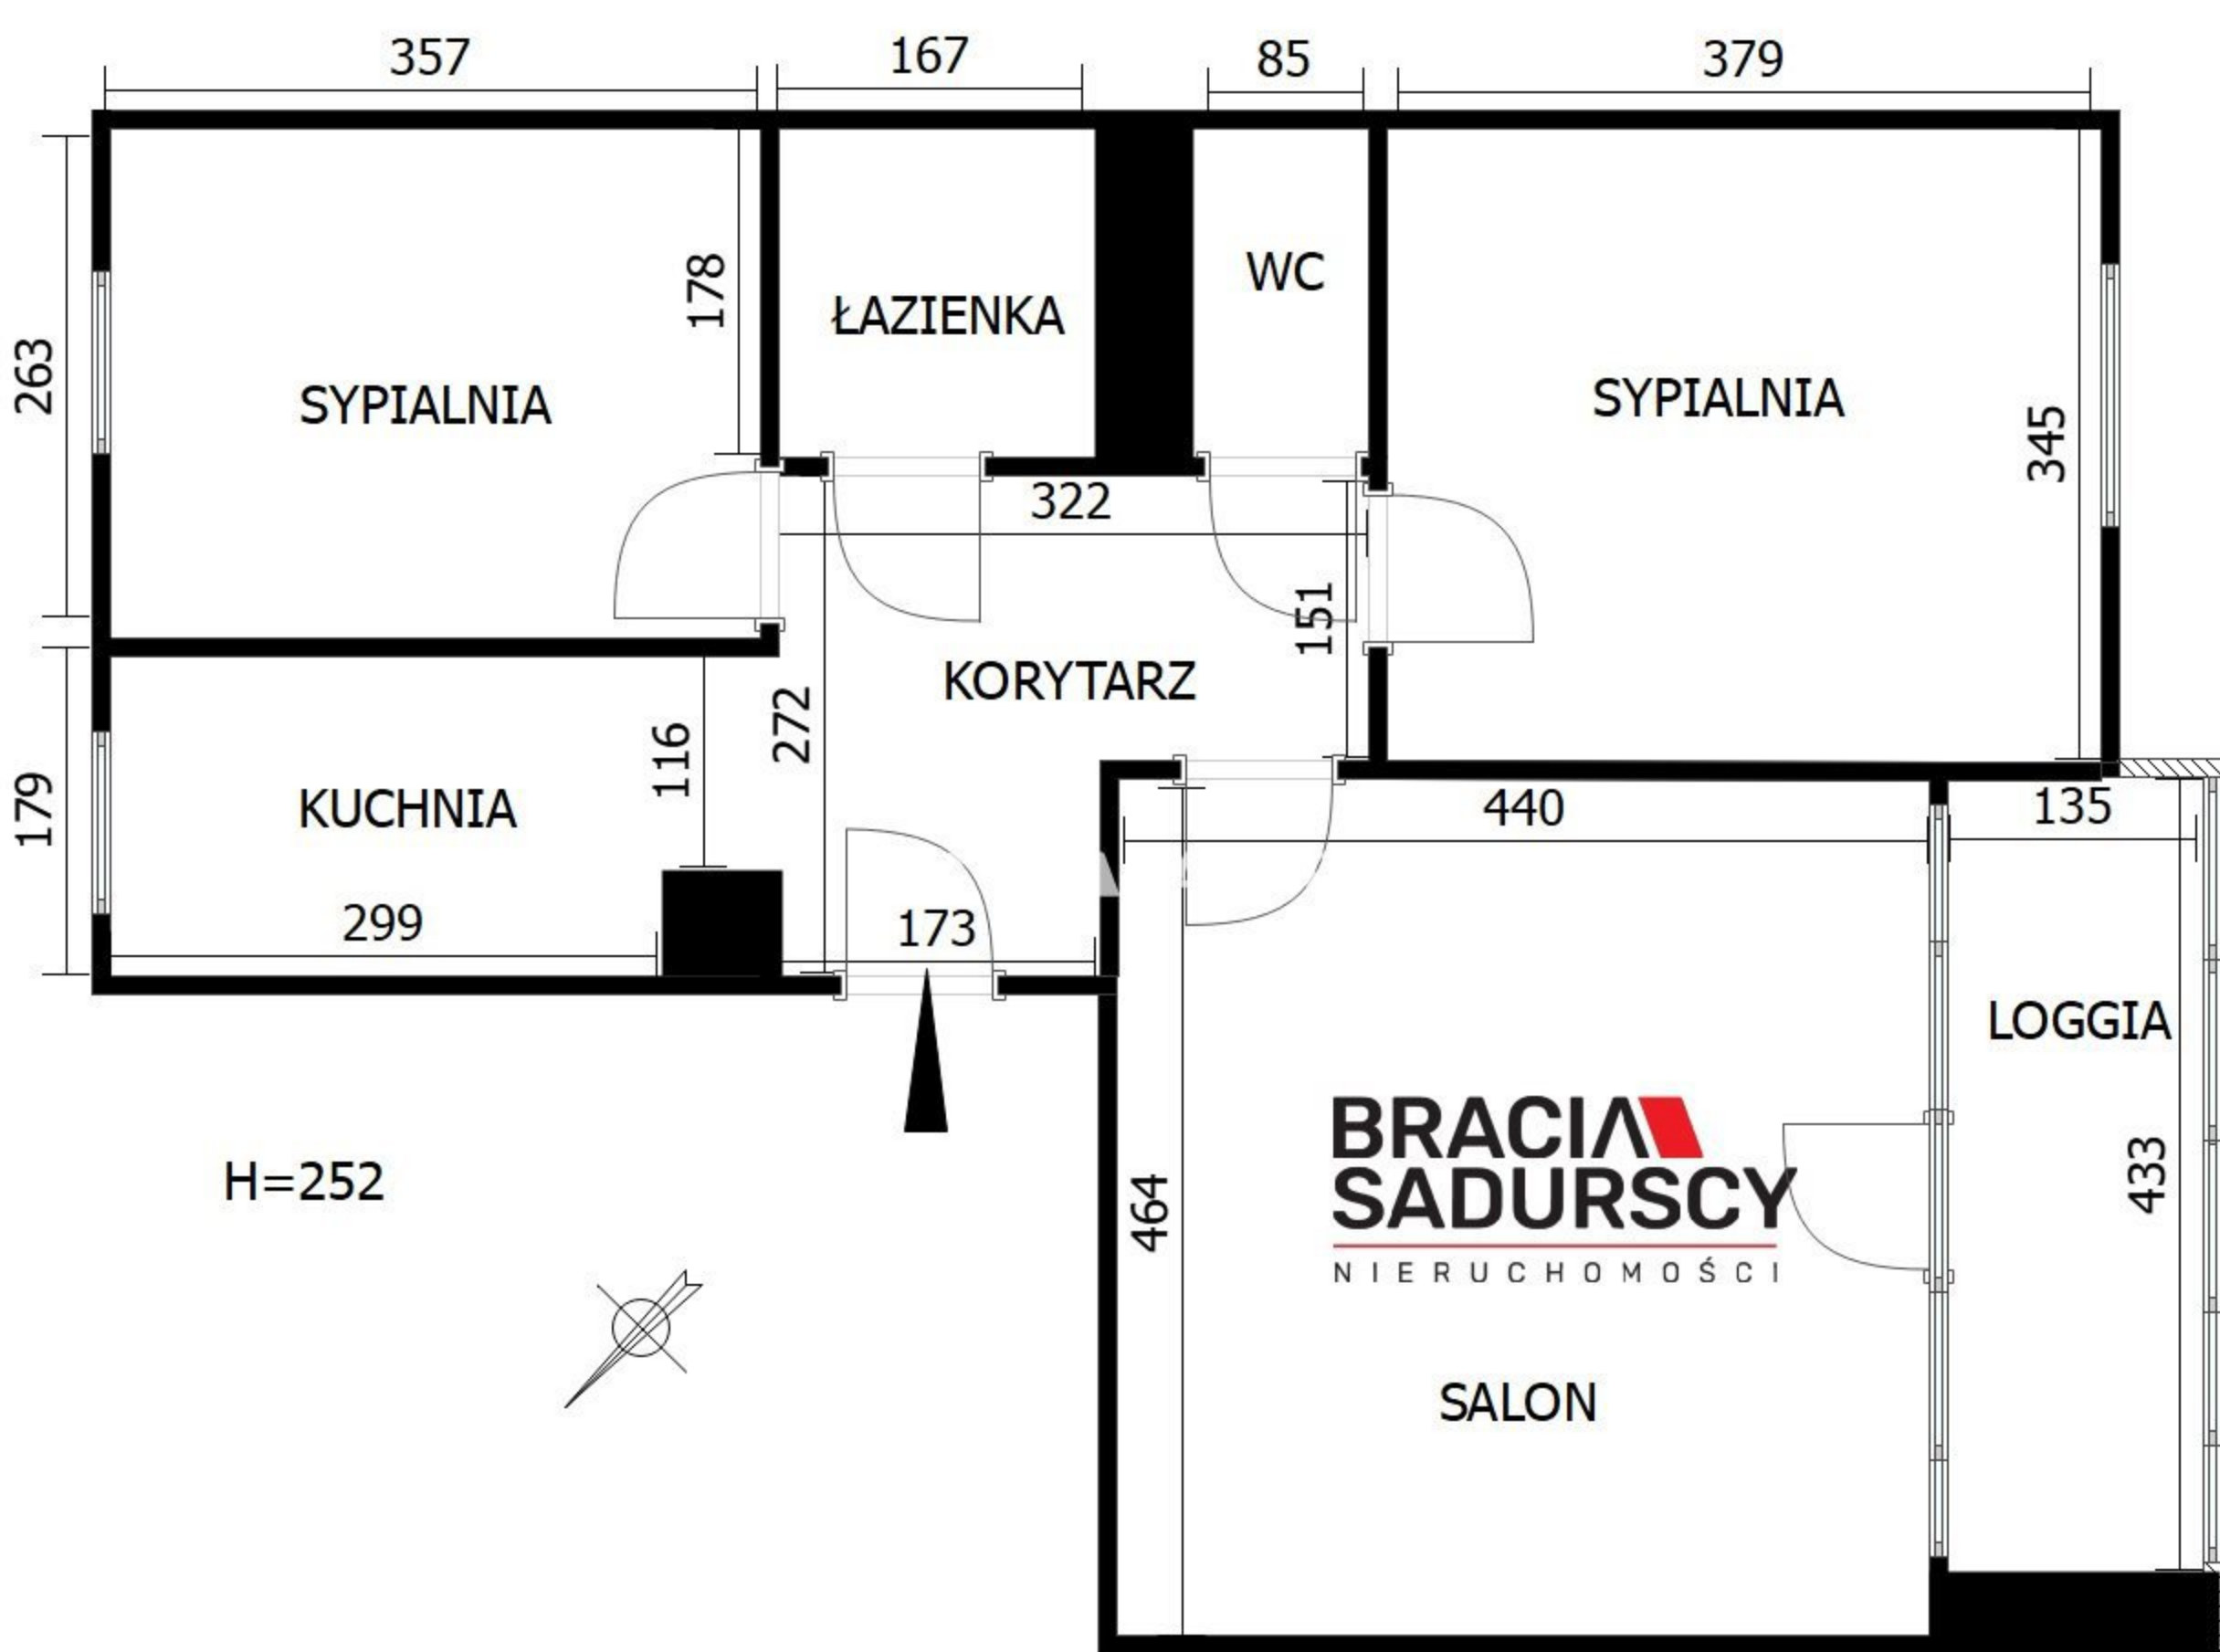 357
167
85
379
263
178
ŁAZIENKA
WC
SYPIALNIA
SYPIALNIA
345
322
151
KORYTARZ
272
116
179
KUCHNIA
299
173
440
135
LOGGIA
433
464
H=252
BRACIA
SADURSCY
NIERUCHOMOŚCI
SALON